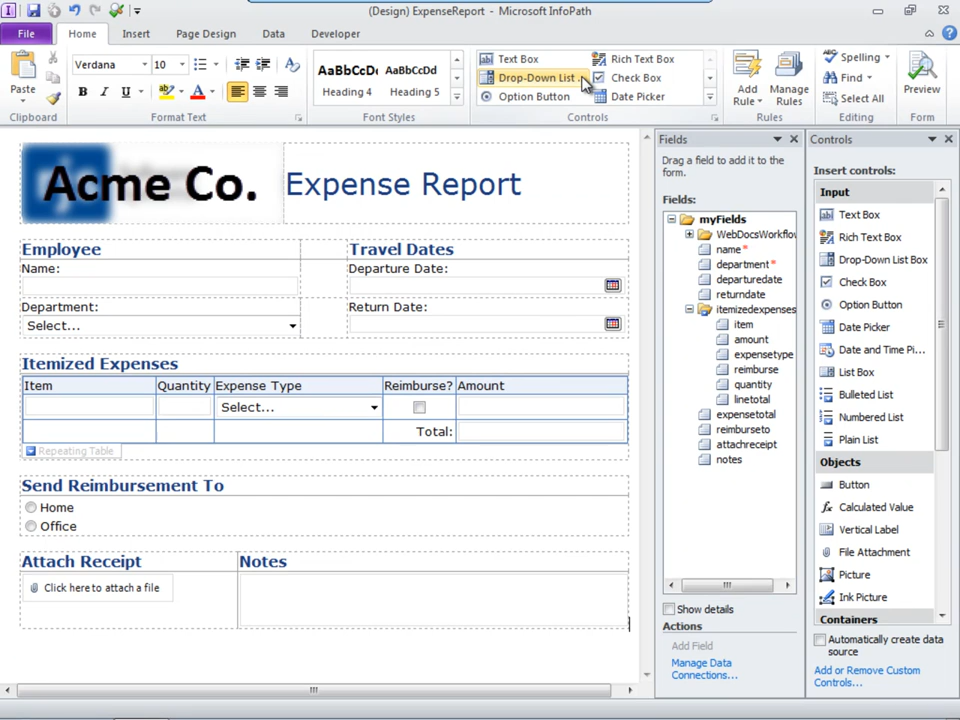 (Design) ExpenseReport - Microsoft InfoPath
File Home Insert Page Design Data Developer
Verdana 10
Paste
B I U
Clipboard
Format Text
AaBbCcDc AaBbCcDd
Heading 4 Heading 5
Font Styles
Text Box Rich Text Box
Drop-Down List Check Box
Option Button Date Picker
Controls
Add Rule Manage Rules
Rules
Spelling
Find
Select All
Editing
Preview
Form
Acme Co. Expense Report
Employee Travel Dates
Name: Departure Date:
Department: Return Date:
Select...
Itemized Expenses
Item Quantity Expense Type Reimburse? Amount
Select...
Total:
Repeating Table
Send Reimbursement To
Home
Office
Attach Receipt Notes
Click here to attach a file
Fields
Drag a field to add it to the
form.
Fields:
myFields
WebDocsWorkflow
name*
department*
departuredate
returndate
itemizedexpenses
item
amount
expensetype
reimburse
quantity
linetotal
expensetotal
reimburseto
attachreceipt
notes
Show details
Actions
Add Field
Manage Data
Connections...
Controls
Insert controls:
Input
Text Box
Rich Text Box
Drop-Down List Box
Check Box
Option Button
Date Picker
Date and Time Pi...
List Box
Bulleted List
Numbered List
Plain List
Objects
Button
Calculated Value
Vertical Label
File Attachment
Picture
Ink Picture
Containers
Automatically create data
source
Add or Remove Custom
Controls...